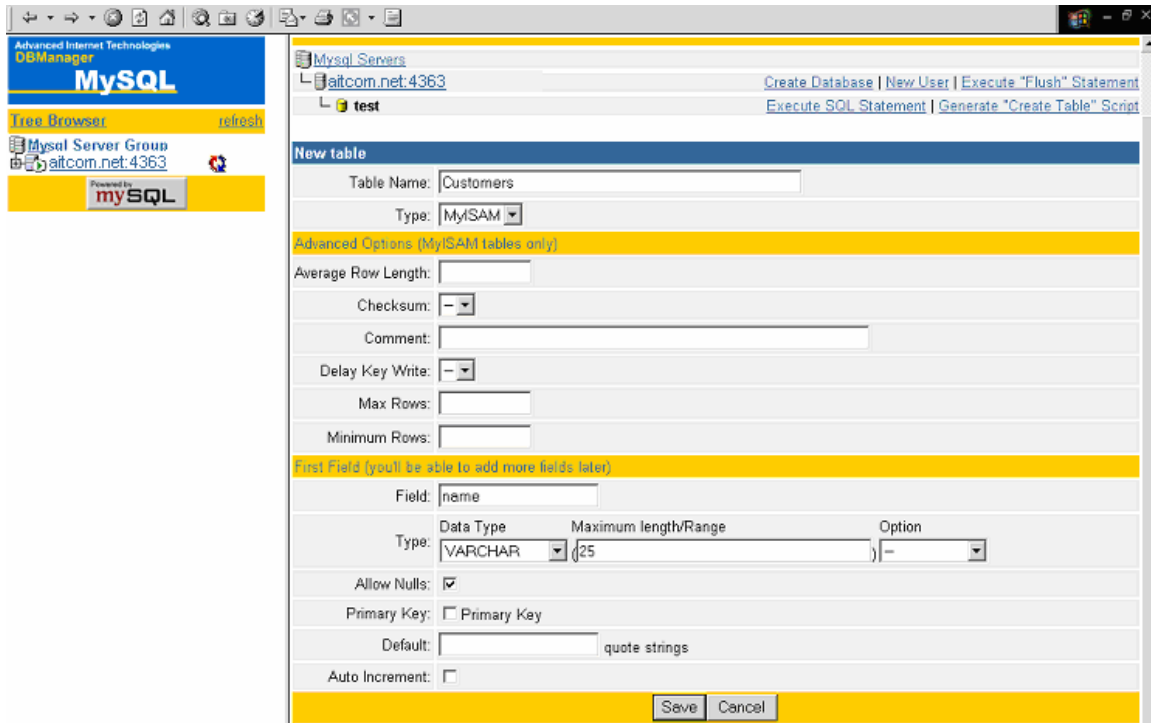 Advanced Internet Technologies
DBManager
MySQL
Tree Browser refresh
Mysql Server Group
aitcom.net:4363
Powered by
mySQL
Mysql Servers
aitcom.net:4363 Create Database | New User | Execute "Flush" Statement
test Execute SQL Statement | Generate "Create Table" Script
New table
Table Name: Customers
Type: MyISAM
Advanced Options (MyISAM tables only)
Average Row Length:
Checksum: --
Comment:
Delay Key Write: --
Max Rows:
Minimum Rows:
First Field (you'll be able to add more fields later)
Field: name
Data Type Maximum length/Range Option
Type: VARCHAR (25 ) --
Allow Nulls:
Primary Key: Primary Key
Default: quote strings
Auto Increment:
Save Cancel